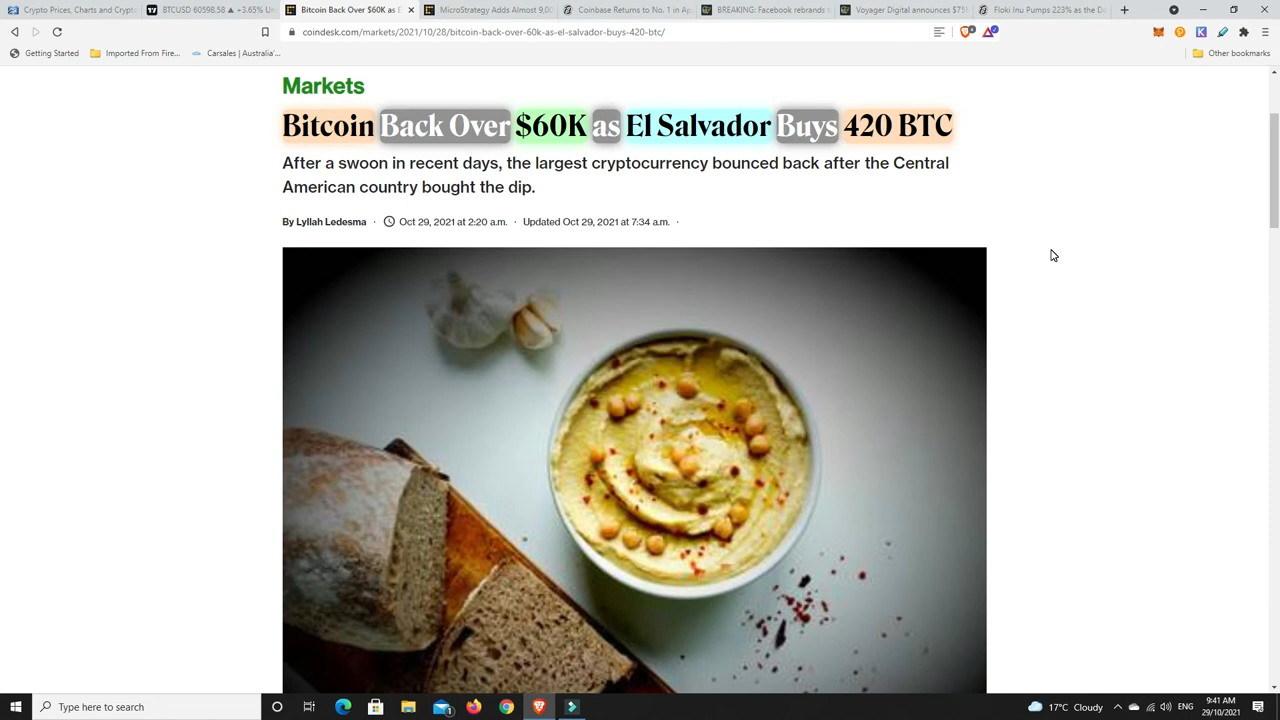 Crypto Prices, Charts and Crypto
BTCUSD 60598.58 ▲ +3.65% Un
Bitcoin Back Over $60K as E
MicroStrategy Adds Almost 9,00
Coinbase Returns to No. 1 in Ap
BREAKING: Facebook rebrands t
Voyager Digital announces $75
Floki Inu Pumps 223% as the D
coindesk.com/markets/2021/10/28/bitcoin-back-over-60k-as-el-salvador-buys-420-btc/
Getting Started
Imported From Fire...
Carsales | Australia'...
Other bookmarks
Markets
Bitcoin Back Over $60K as El Salvador Buys 420 BTC
After a swoon in recent days, the largest cryptocurrency bounced back after the Central
American country bought the dip.
By Lyllah Ledesma · Oct 29, 2021 at 2:20 a.m. · Updated Oct 29, 2021 at 7:34 a.m. ·
Type here to search
17°C Cloudy
ENG
9:41 AM
29/10/2021